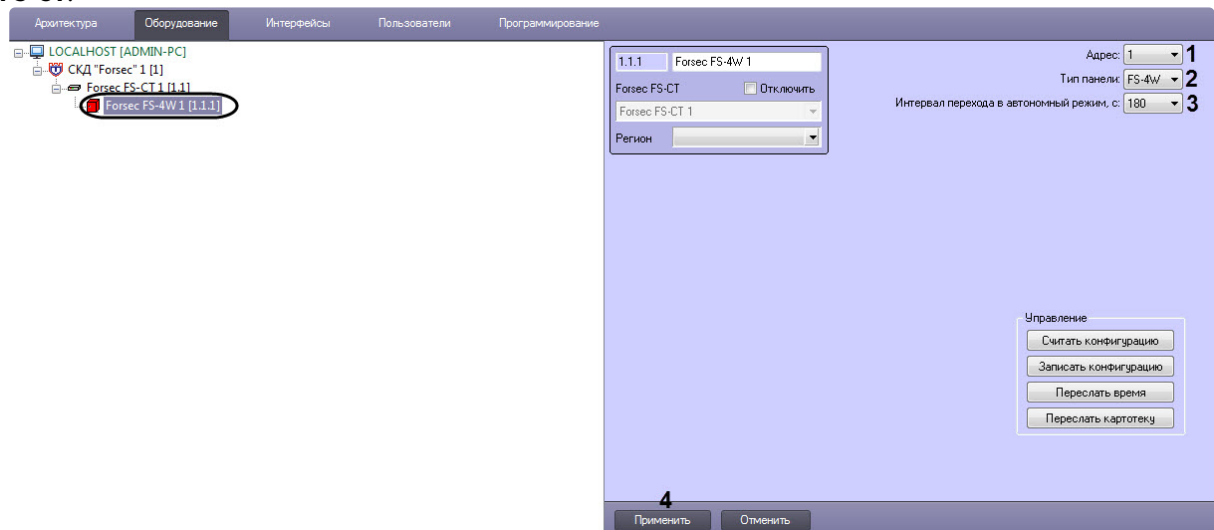 Архитектура Оборудование Интерфейсы Пользователи Программирование
LOCALHOST [ADMIN-PC]
СКД "Forsec" 1 [1]
Forsec FS-CT 1 [1.1]
Forsec FS-4W 1 [1.1.1]
1.1.1 Forsec FS-4W 1
Forsec FS-CT Отключить
Forsec FS-CT 1
Регион
Адрес: 1 1
Тип панели: FS-4W 2
Интервал перехода в автономный режим, с: 180 3
Управление
Считать конфигурацию
Записать конфигурацию
Переслать время
Переслать картотеку
4
Применить Отменить